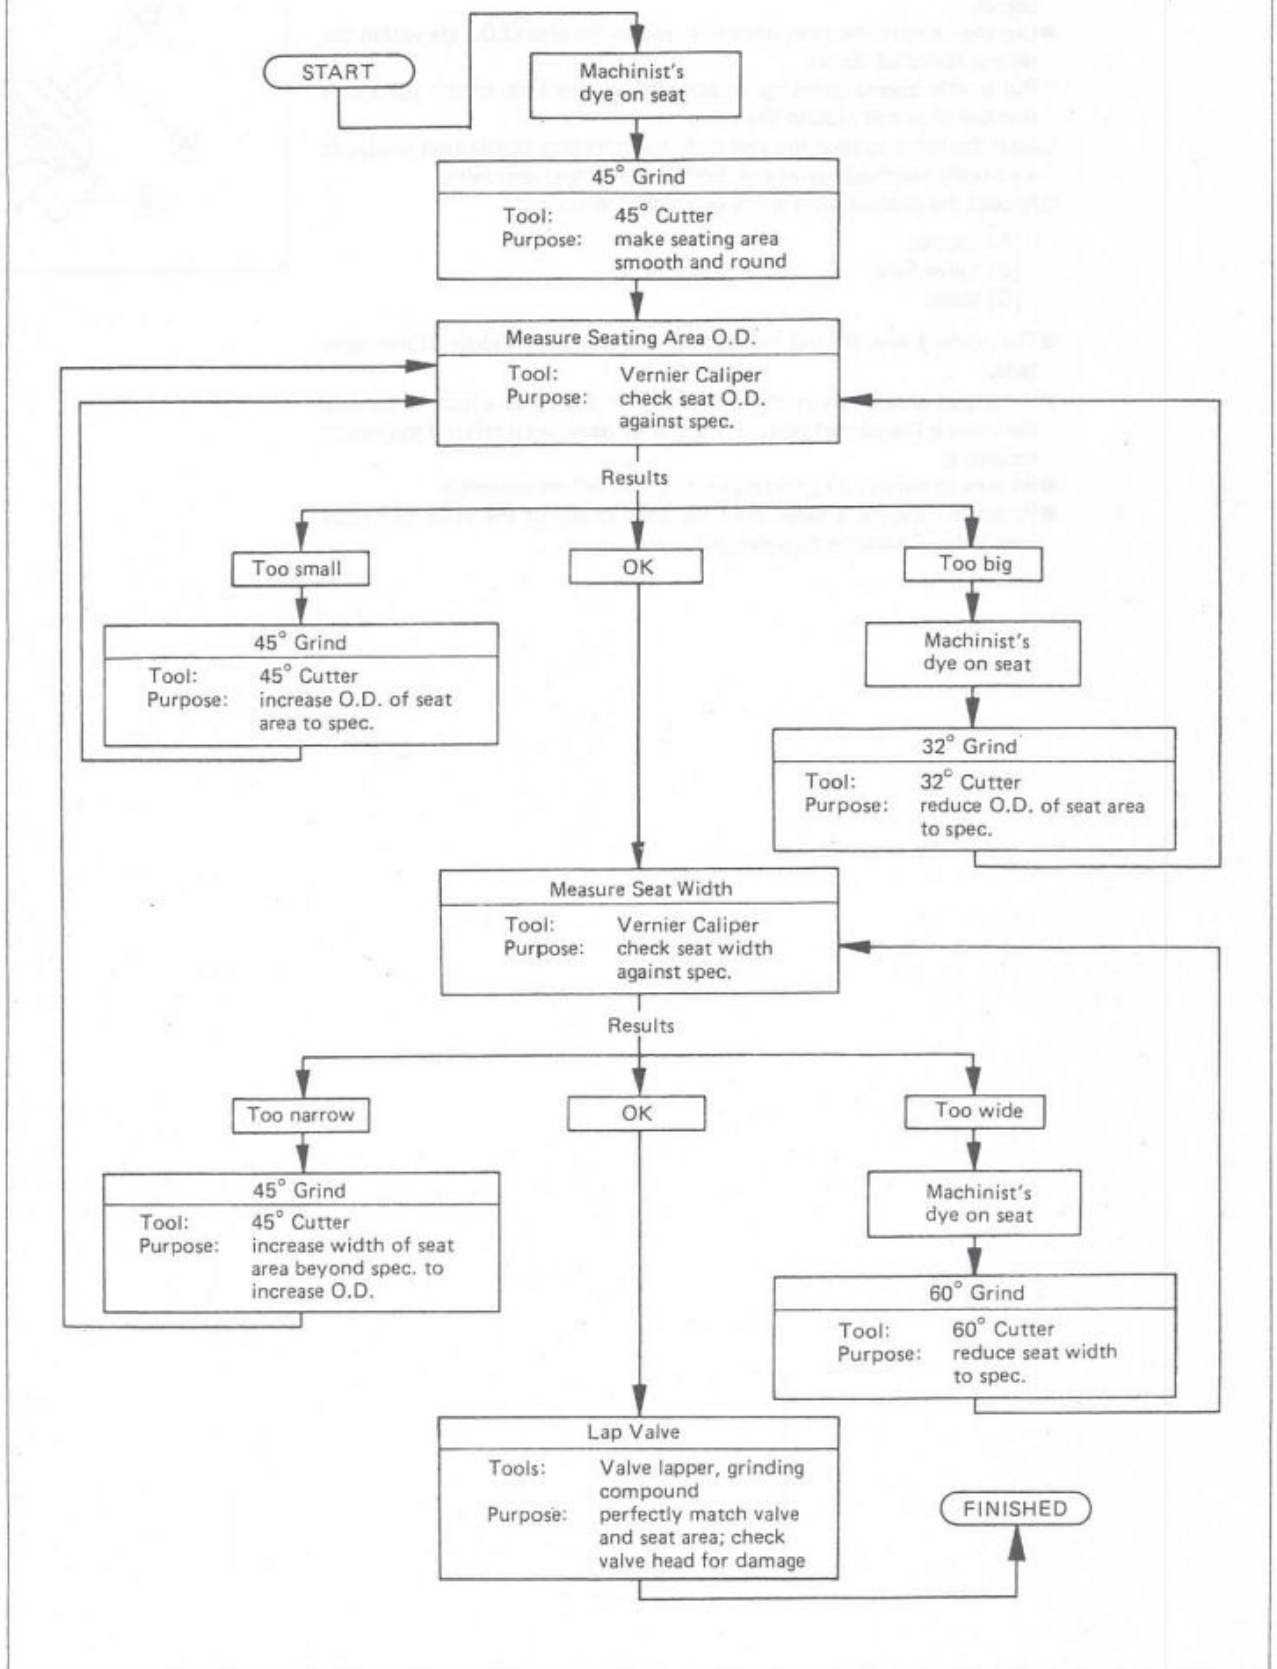 START
Machinist's
dye on seat
45° Grind
Tool: 45° Cutter
Purpose: make seating area
smooth and round
Measure Seating Area O.D.
Tool: Vernier Caliper
Purpose: check seat O.D.
against spec.
Results
Too small
OK
Too big
45° Grind
Tool: 45° Cutter
Purpose: increase O.D. of seat
area to spec.
Machinist's
dye on seat
32° Grind
Tool: 32° Cutter
Purpose: reduce O.D. of seat area
to spec.
Measure Seat Width
Tool: Vernier Caliper
Purpose: check seat width
against spec.
Results
Too narrow
OK
Too wide
45° Grind
Tool: 45° Cutter
Purpose: increase width of seat
area beyond spec. to
increase O.D.
Machinist's
dye on seat
60° Grind
Tool: 60° Cutter
Purpose: reduce seat width
to spec.
Lap Valve
Tools: Valve lapper, grinding
compound
Purpose: perfectly match valve
and seat area; check
valve head for damage
FINISHED